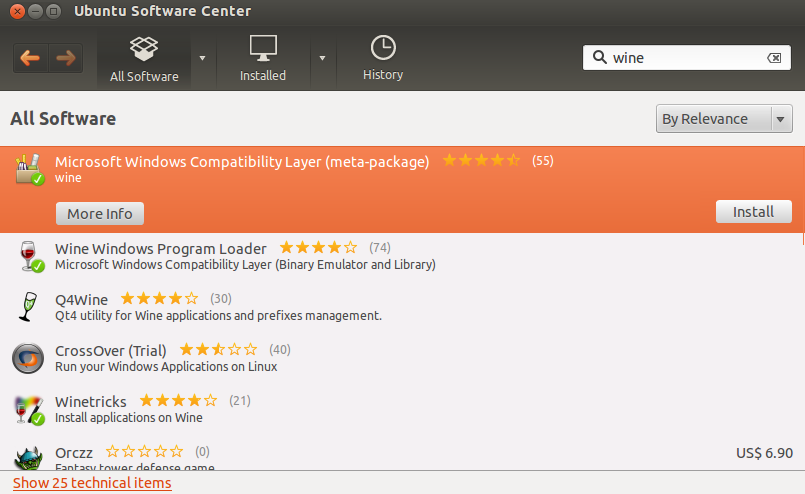 Ubuntu Software Center
All Software
Installed
History
wine
All Software
By Relevance
Microsoft Windows Compatibility Layer (meta-package) (55)
wine
More Info
Install
Wine Windows Program Loader (74)
Microsoft Windows Compatibility Layer (Binary Emulator and Library)
Q4Wine (30)
Qt4 utility for Wine applications and prefixes management.
CrossOver (Trial) (40)
Run your Windows Applications on Linux
Winetricks (21)
Install applications on Wine
Orczz (0) US$ 6.90
Fantasy tower defense game
Show 25 technical items